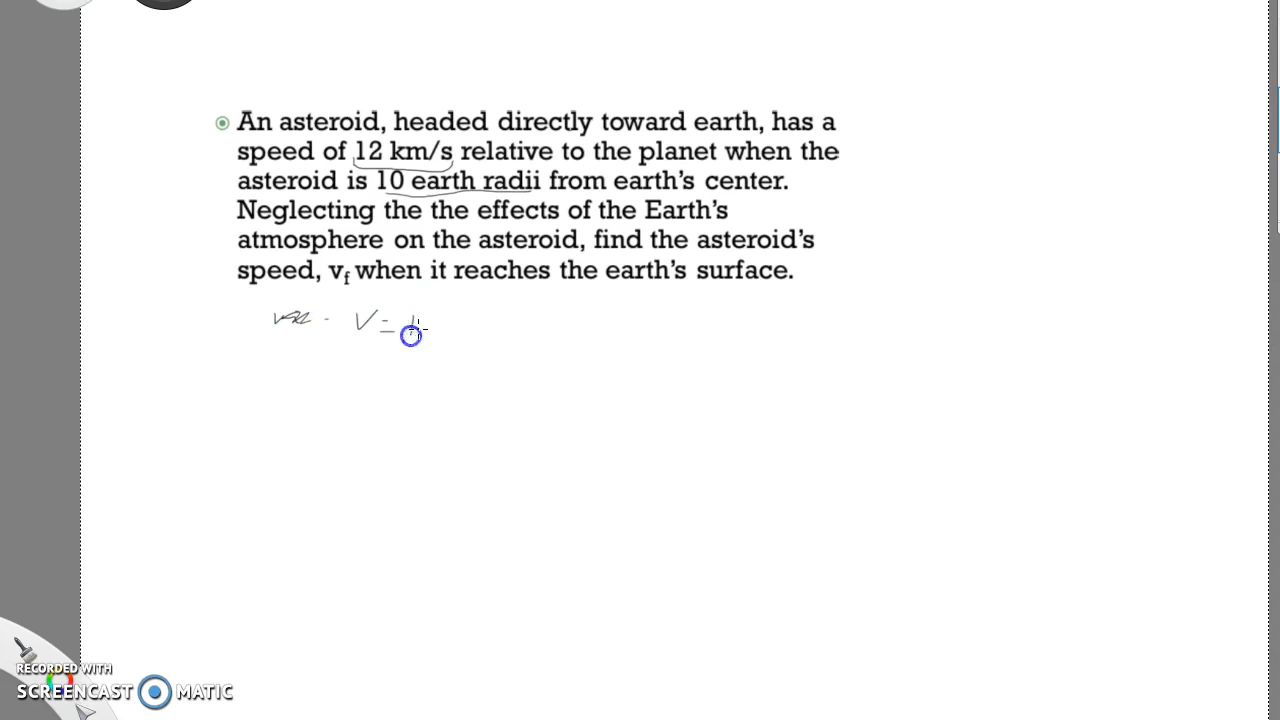 An asteroid, headed directly toward earth, has a
speed of 12 km/s relative to the planet when the
asteroid is 10 earth radii from earth's center.
Neglecting the the effects of the Earth's
atmosphere on the asteroid, find the asteroid's
speed, vf when it reaches the earth's surface.
V =
RECORDED WITH
SCREENCAST MATIC